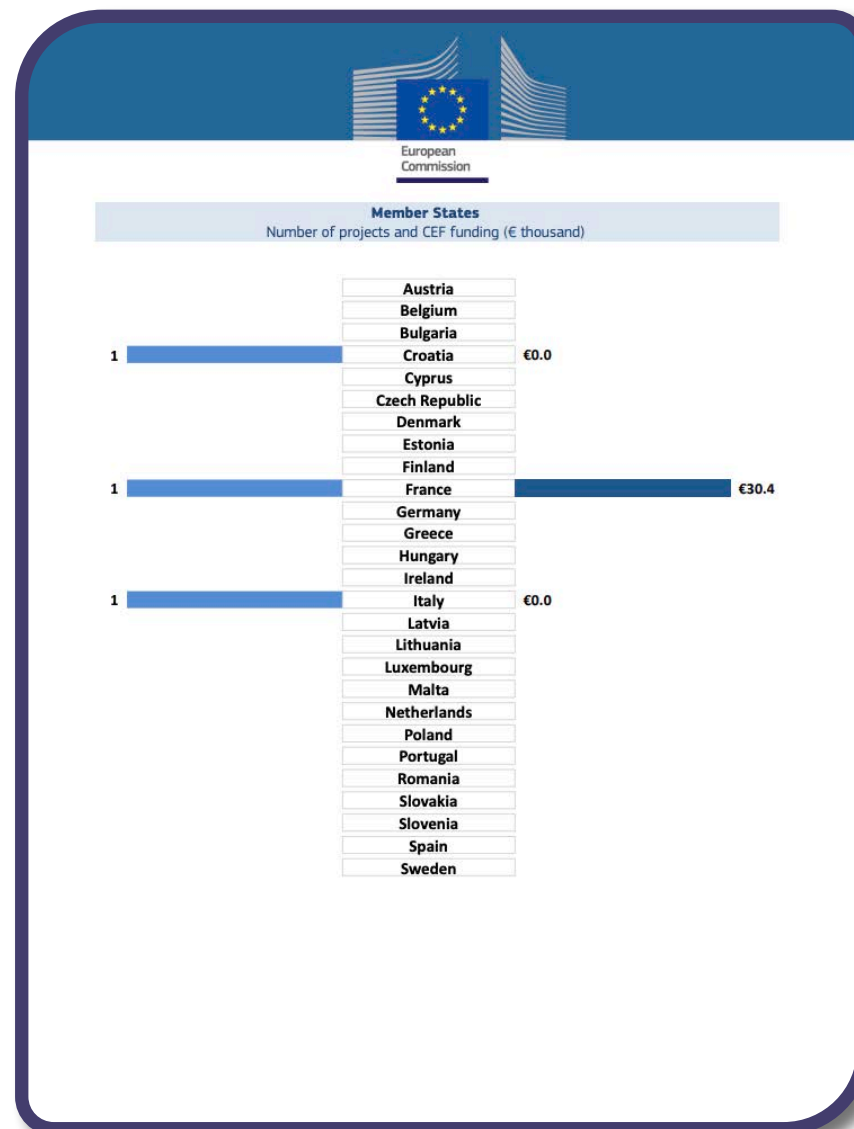 European
Commission
Member States
Number of projects and CEF funding (€ thousand)
Austria
Belgium
Bulgaria
1 Croatia €0.0
Cyprus
Czech Republic
Denmark
Estonia
Finland
1 France €30.4
Germany
Greece
Hungary
Ireland
1 Italy €0.0
Latvia
Lithuania
Luxembourg
Malta
Netherlands
Poland
Portugal
Romania
Slovakia
Slovenia
Spain
Sweden